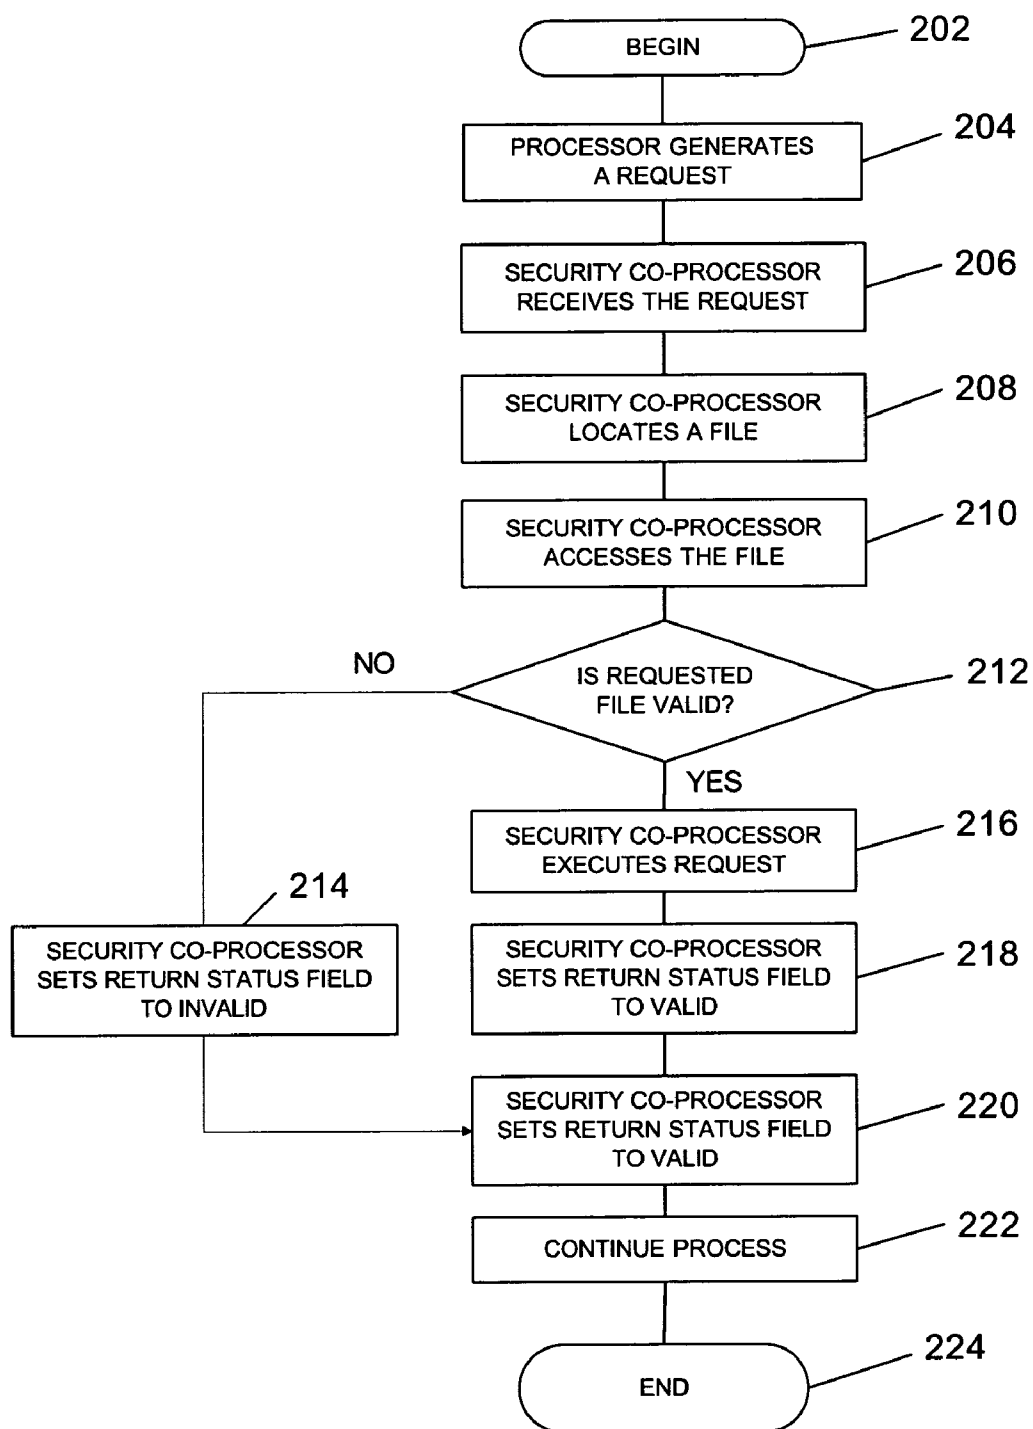 BEGIN
202
PROCESSOR GENERATES
A REQUEST
204
SECURITY CO-PROCESSOR
RECEIVES THE REQUEST
206
SECURITY CO-PROCESSOR
LOCATES A FILE
208
SECURITY CO-PROCESSOR
ACCESSES THE FILE
210
IS REQUESTED
FILE VALID?
212
NO
YES
SECURITY CO-PROCESSOR
EXECUTES REQUEST
216
214
SECURITY CO-PROCESSOR
SETS RETURN STATUS FIELD
TO INVALID
SECURITY CO-PROCESSOR
SETS RETURN STATUS FIELD
TO VALID
218
SECURITY CO-PROCESSOR
SETS RETURN STATUS FIELD
TO VALID
220
CONTINUE PROCESS
222
END
224